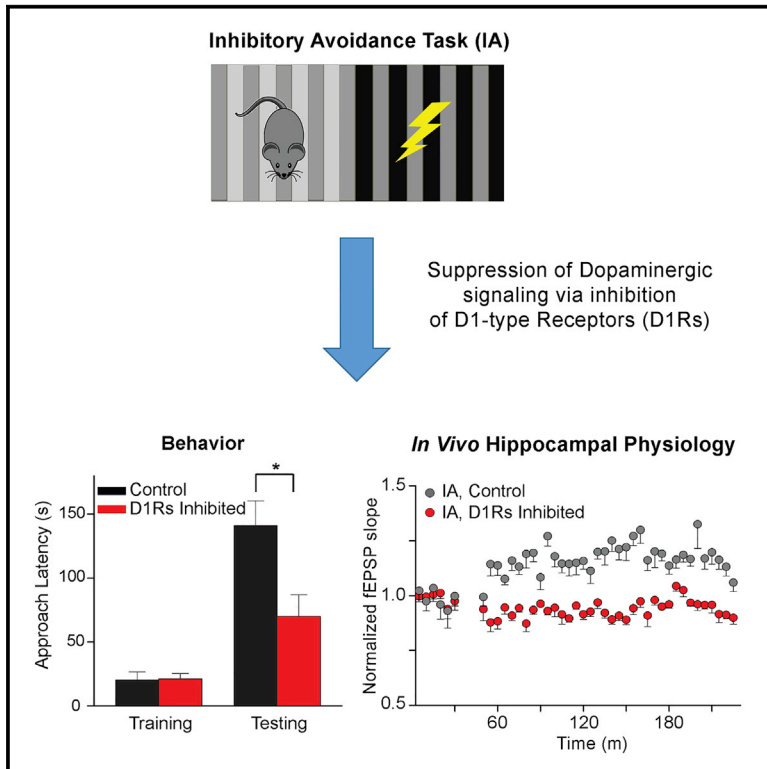 Inhibitory Avoidance Task (IA)
Suppression of Dopaminergic
signaling via inhibition
of D1-type Receptors (D1Rs)
Behavior
*
Control
D1Rs Inhibited
Approach Latency (s)
150
100
50
0
Training
Testing
In Vivo Hippocampal Physiology
IA, Control
IA, D1Rs Inhibited
Normalized fEPSP slope
1.5
1.0
0.5
60
120
180
Time (m)